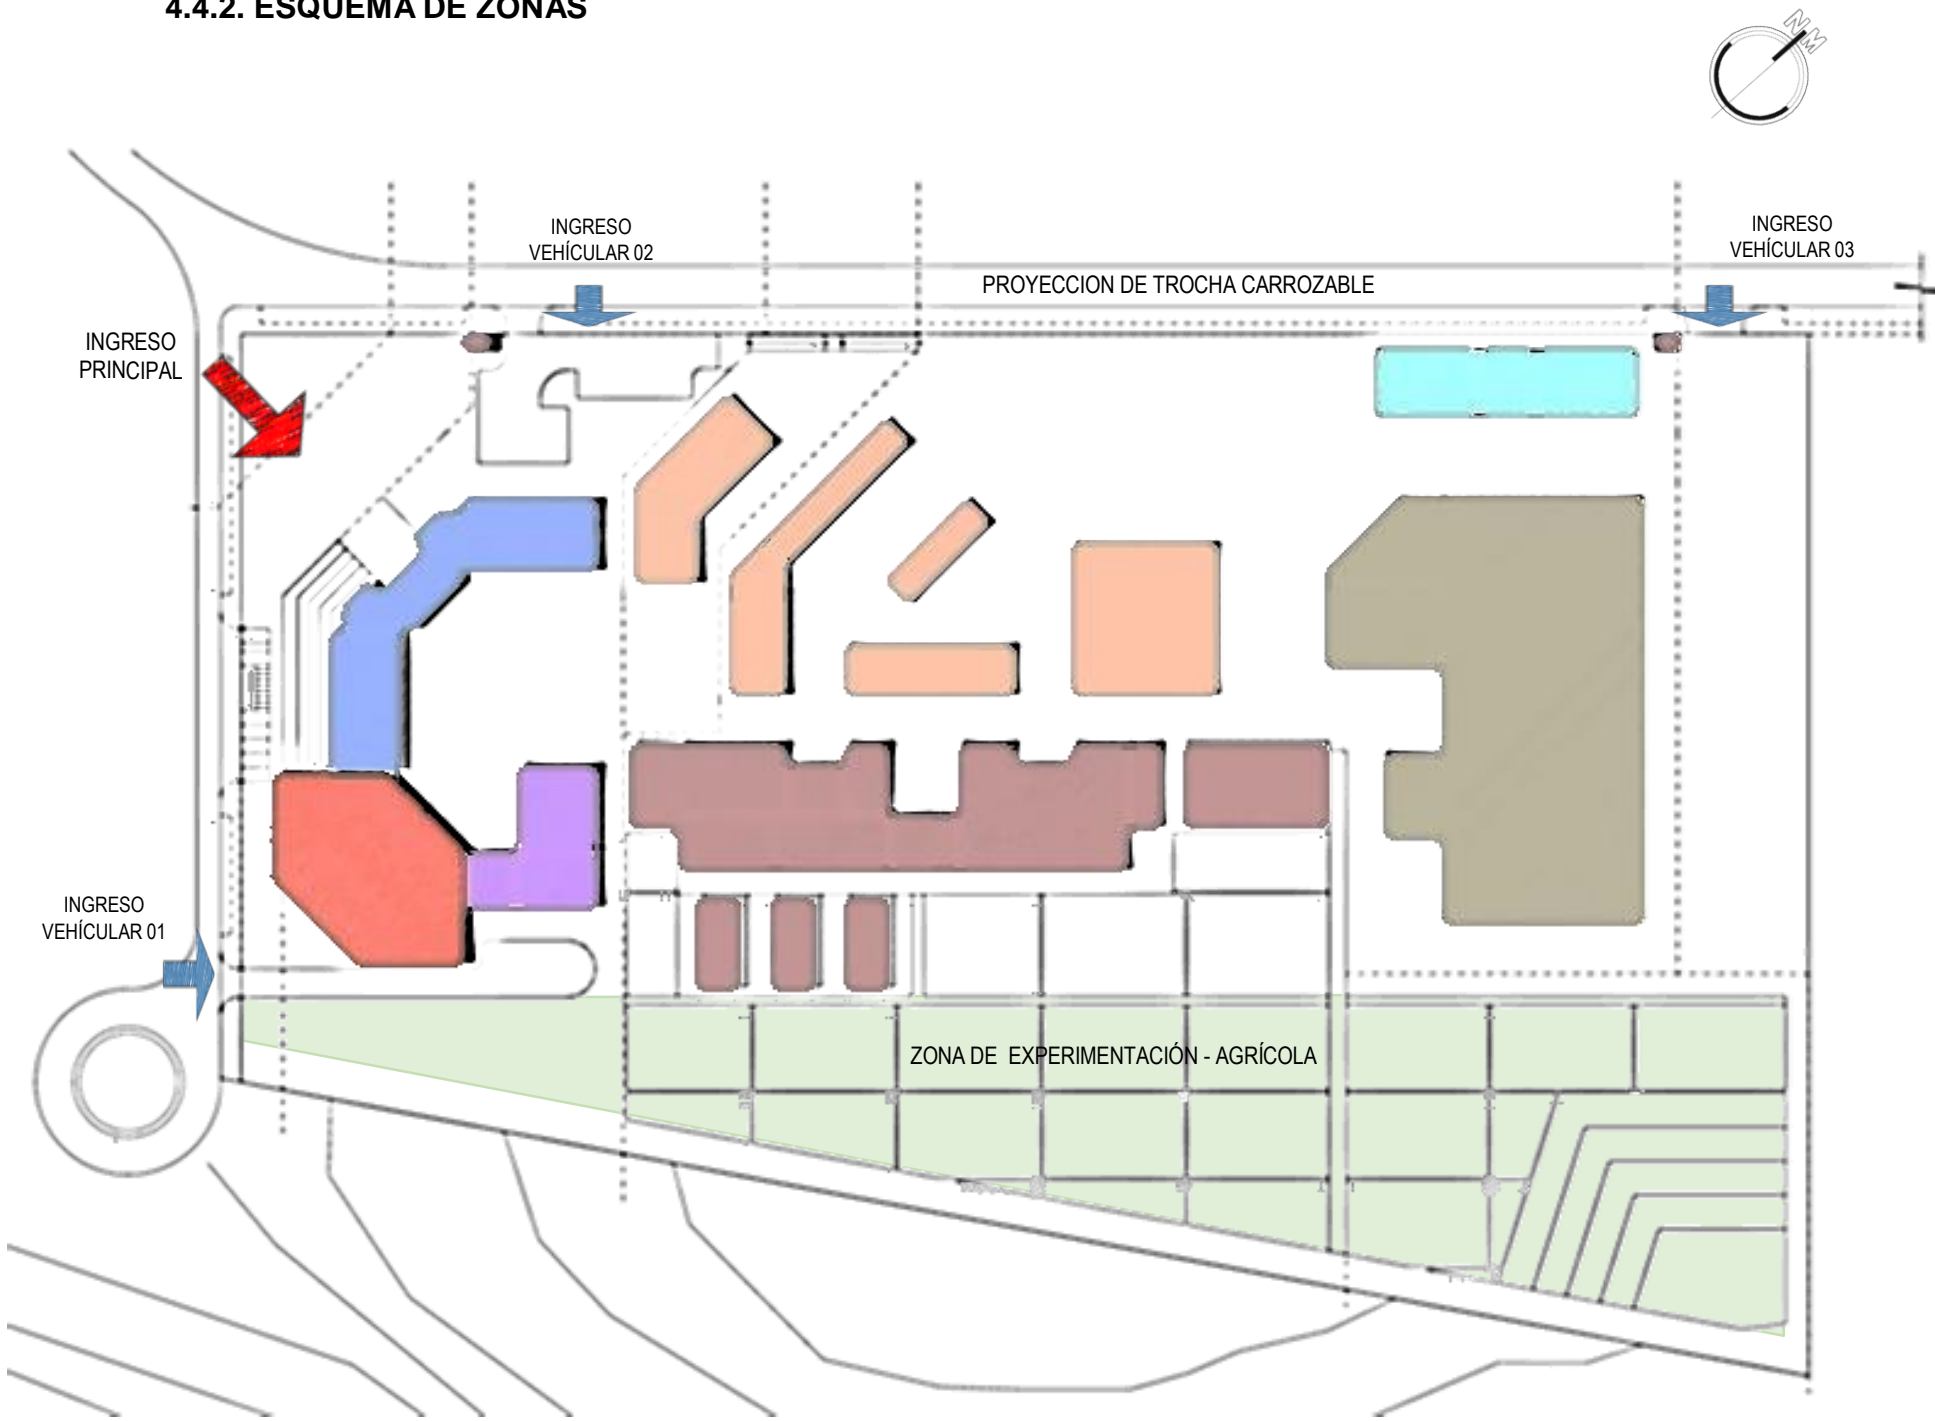 4.4.2. ESQUEMA DE ZONAS
NM
INGRESO
VEHÍCULAR 02
INGRESO
VEHÍCULAR 03
PROYECCION DE TROCHA CARROZABLE
INGRESO
PRINCIPAL
INGRESO
VEHÍCULAR 01
ZONA DE EXPERIMENTACIÓN - AGRÍCOLA